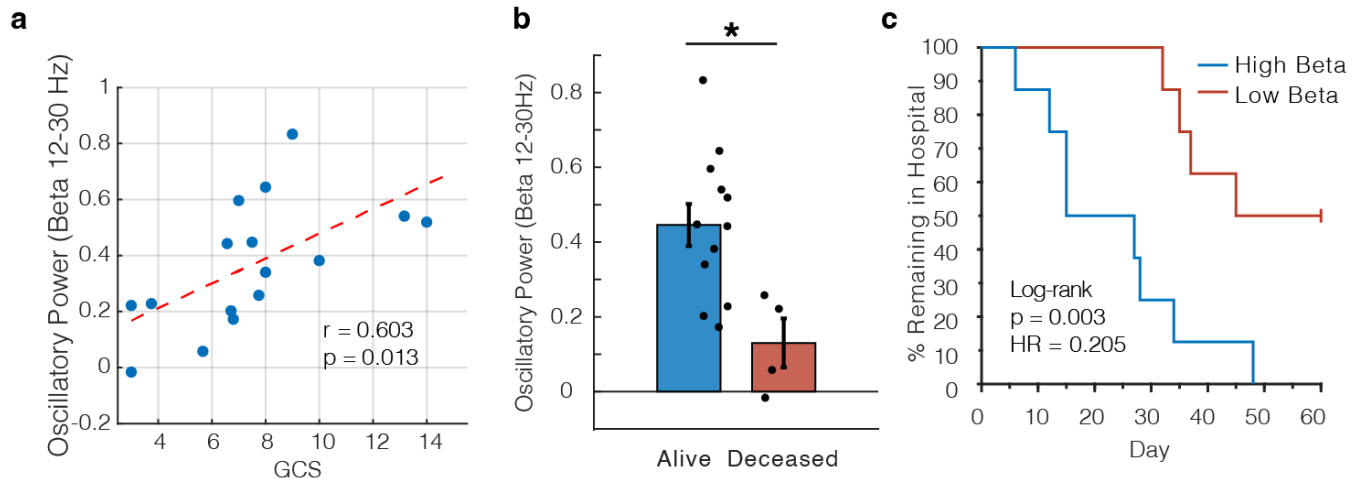 a
Oscillatory Power (Beta 12-30 Hz)
1
0.8
0.6
0.4
0.2
0
-0.2
4 6 8 10 12 14
GCS
r = 0.603
p = 0.013
b
*
Oscillatory Power (Beta 12-30Hz)
0.8
0.6
0.4
0.2
0
Alive Deceased
c
% Remaining in Hospital
100
90
80
70
60
50
40
30
20
10
0
0 10 20 30 40 50 60
Day
High Beta
Low Beta
Log-rank
p = 0.003
HR = 0.205